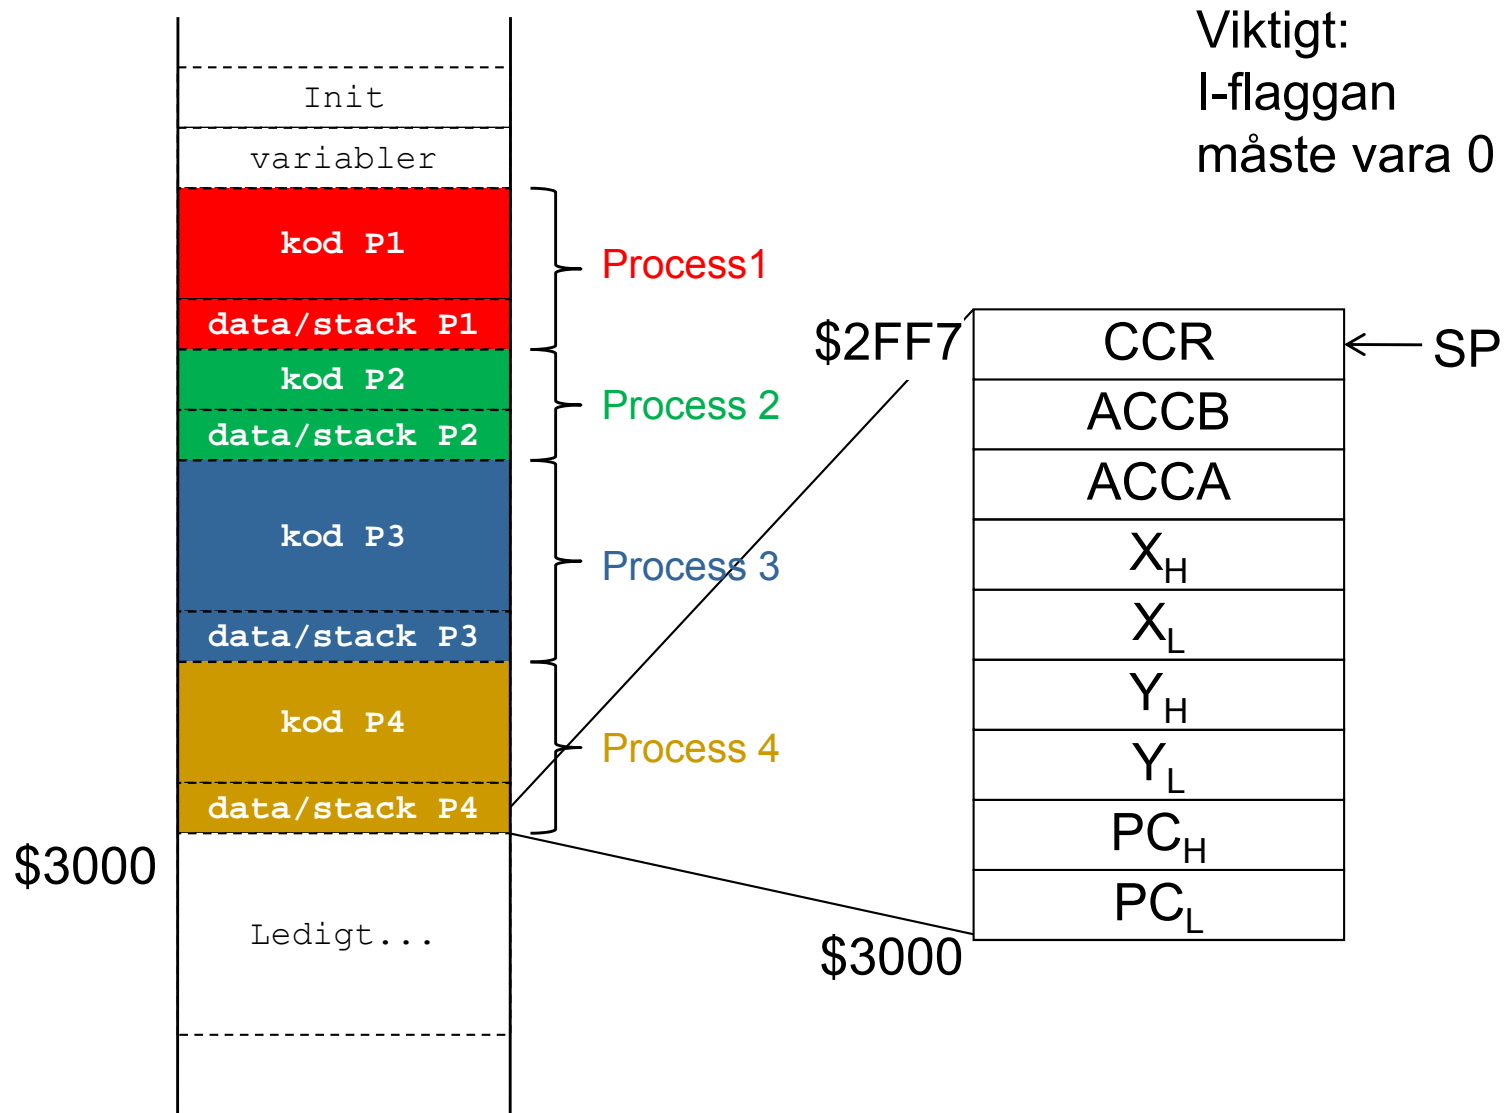 Viktigt:
I-flaggan
måste vara 0
Init
variabler
kod P1
data/stack P1
Process1
kod P2
data/stack P2
Process 2
kod P3
data/stack P3
Process 3
kod P4
data/stack P4
Process 4
$3000
Ledigt...
$2FF7
CCR
SP
ACCB
ACCA
XH
XL
YH
YL
PCH
PCL
$3000